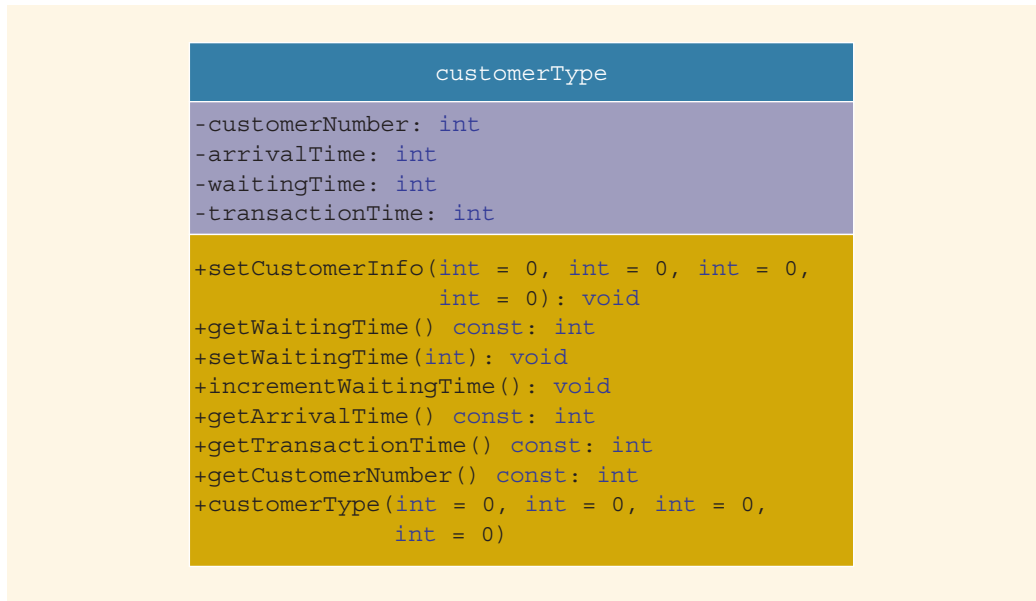 customerType
-customerNumber: int
-arrivalTime: int
-waitingTime: int
-transactionTime: int
+setCustomerInfo(int = 0, int = 0, int = 0,
int = 0): void
+getWaitingTime() const: int
+setWaitingTime(int): void
+incrementWaitingTime(): void
+getArrivalTime() const: int
+getTransactionTime() const: int
+getCustomerNumber() const: int
+customerType(int = 0, int = 0, int = 0,
int = 0)